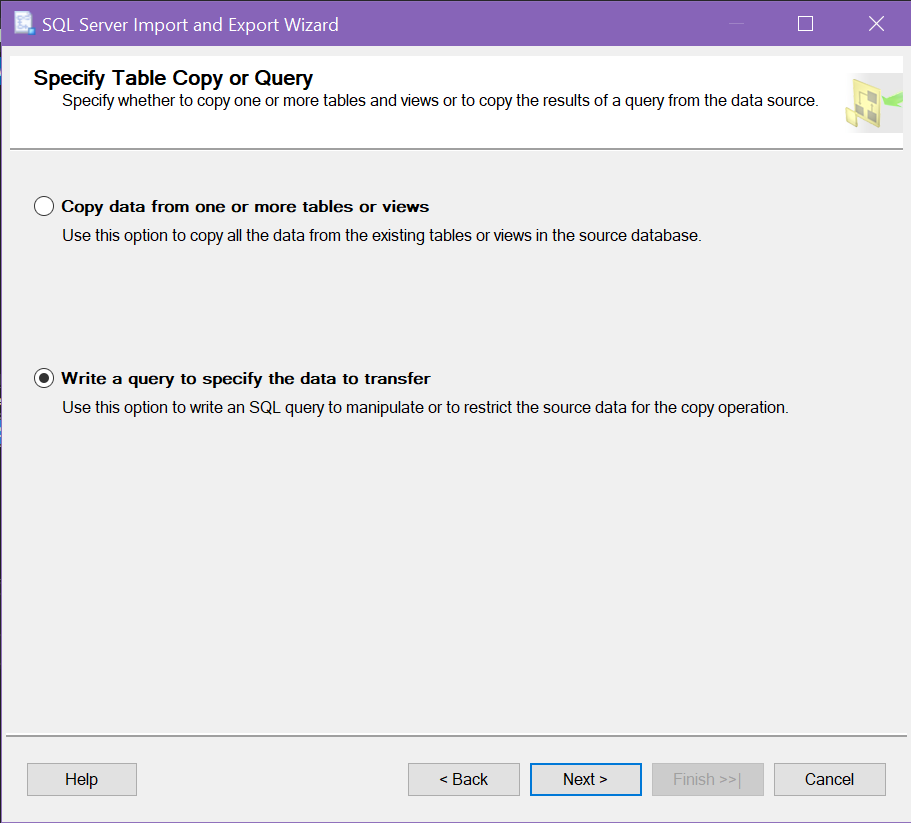 SQL Server Import and Export Wizard
Specify Table Copy or Query
Specify whether to copy one or more tables and views or to copy the results of a query from the data source.
Copy data from one or more tables or views
Use this option to copy all the data from the existing tables or views in the source database.
Write a query to specify the data to transfer
Use this option to write an SQL query to manipulate or to restrict the source data for the copy operation.
Help
< Back
Next >
Finish >>|
Cancel